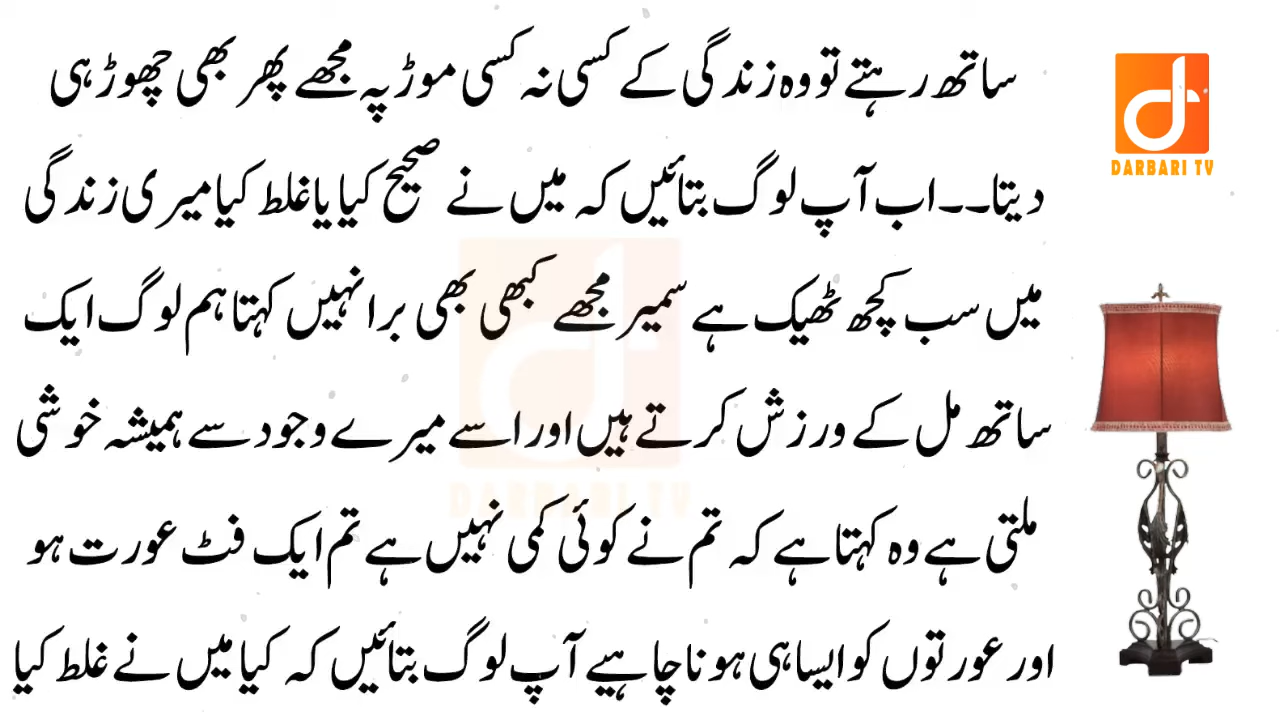 ساتھ رہتے تو وہ زندگی کے کسی نہ کسی موڑ پہ مجھے پھر بھی چھوڑ ہی
دیتا۔۔اب آپ لوگ بتائیں کہ میں نے صحیح کیا یا غلط کیا میری زندگی
میں سب کچھ ٹھیک ہے سمیر مجھے کبھی بھی برا نہیں کہتا ہم لوگ ایک
ساتھ مل کے ورزش کرتے ہیں اور اسے میرے وجود سے ہمیشہ خوشی
ملتی ہے وہ کہتا ہے کہ تم نے کوئی کمی نہیں ہے تم ایک فٹ عورت ہو
اور عورتوں کو ایسا ہی ہونا چاہیے آپ لوگ بتائیں کہ کیا میں نے غلط کیا
DARBARI TV
DARBARI TV